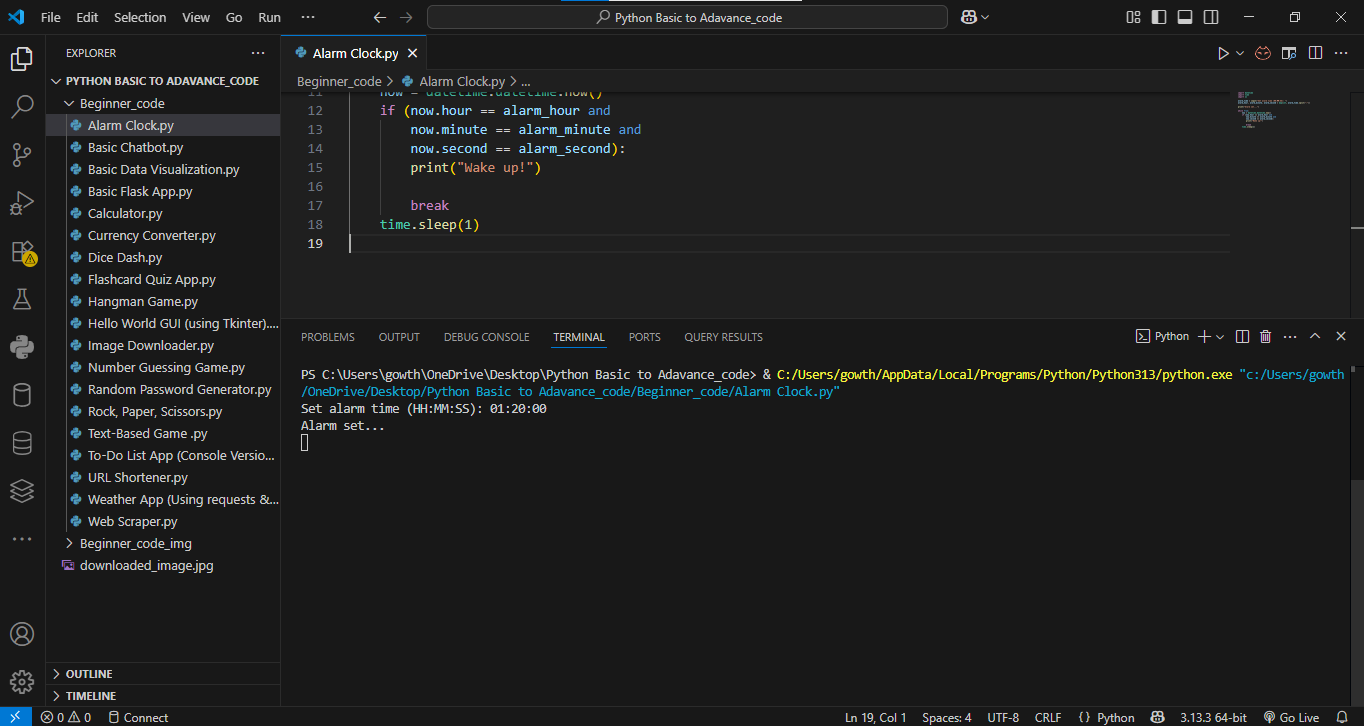 File Edit Selection View Go Run ... Python Basic to Adavance_code
EXPLORER
PYTHON BASIC TO ADAVANCE_CODE
Beginner_code
Alarm Clock.py
Basic Chatbot.py
Basic Data Visualization.py
Basic Flask App.py
Calculator.py
Currency Converter.py
Dice Dash.py
Flashcard Quiz App.py
Hangman Game.py
Hello World GUI (using Tkinter)....
Image Downloader.py
Number Guessing Game.py
Random Password Generator.py
Rock, Paper, Scissors.py
Text-Based Game .py
To-Do List App (Console Versio...
URL Shortener.py
Weather App (Using requests &...
Web Scraper.py
Beginner_code_img
downloaded_image.jpg
OUTLINE
TIMELINE
Alarm Clock.py
Beginner_code > Alarm Clock.py > ...
11 now = datetime.datetime.now()
12 if (now.hour == alarm_hour and
13 now.minute == alarm_minute and
14 now.second == alarm_second):
15 print("Wake up!")
16
17 break
18 time.sleep(1)
19
PROBLEMS OUTPUT DEBUG CONSOLE TERMINAL PORTS QUERY RESULTS Python
PS C:\Users\gowth\OneDrive\Desktop\Python Basic to Adavance_code> & C:/Users/gowth/AppData/Local/Programs/Python/Python313/python.exe "c:/Users/gowth
/OneDrive/Desktop/Python Basic to Adavance_code/Beginner_code/Alarm Clock.py"
Set alarm time (HH:MM:SS): 01:20:00
Alarm set...
0 0 Connect Ln 19, Col 1 Spaces: 4 UTF-8 CRLF {} Python 3.13.3 64-bit Go Live